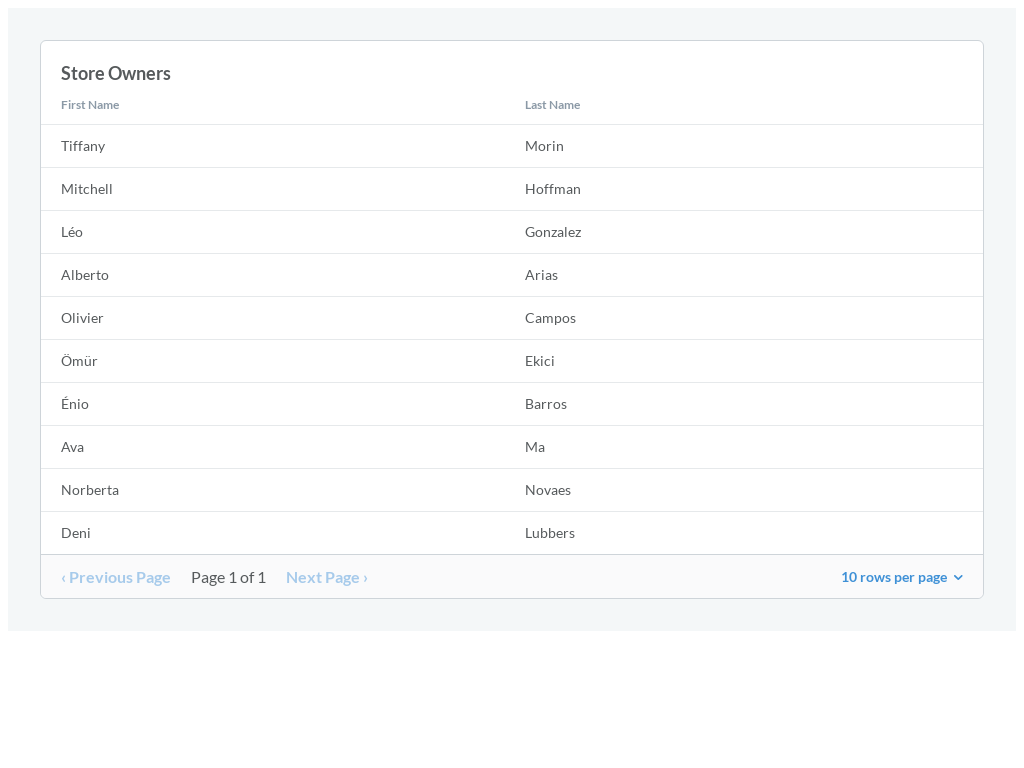 Store Owners
First Name Last Name
Tiffany Morin
Mitchell Hoffman
Léo Gonzalez
Alberto Arias
Olivier Campos
Ömür Ekici
Énio Barros
Ava Ma
Norberta Novaes
Deni Lubbers
‹ Previous Page Page 1 of 1 Next Page › 10 rows per page